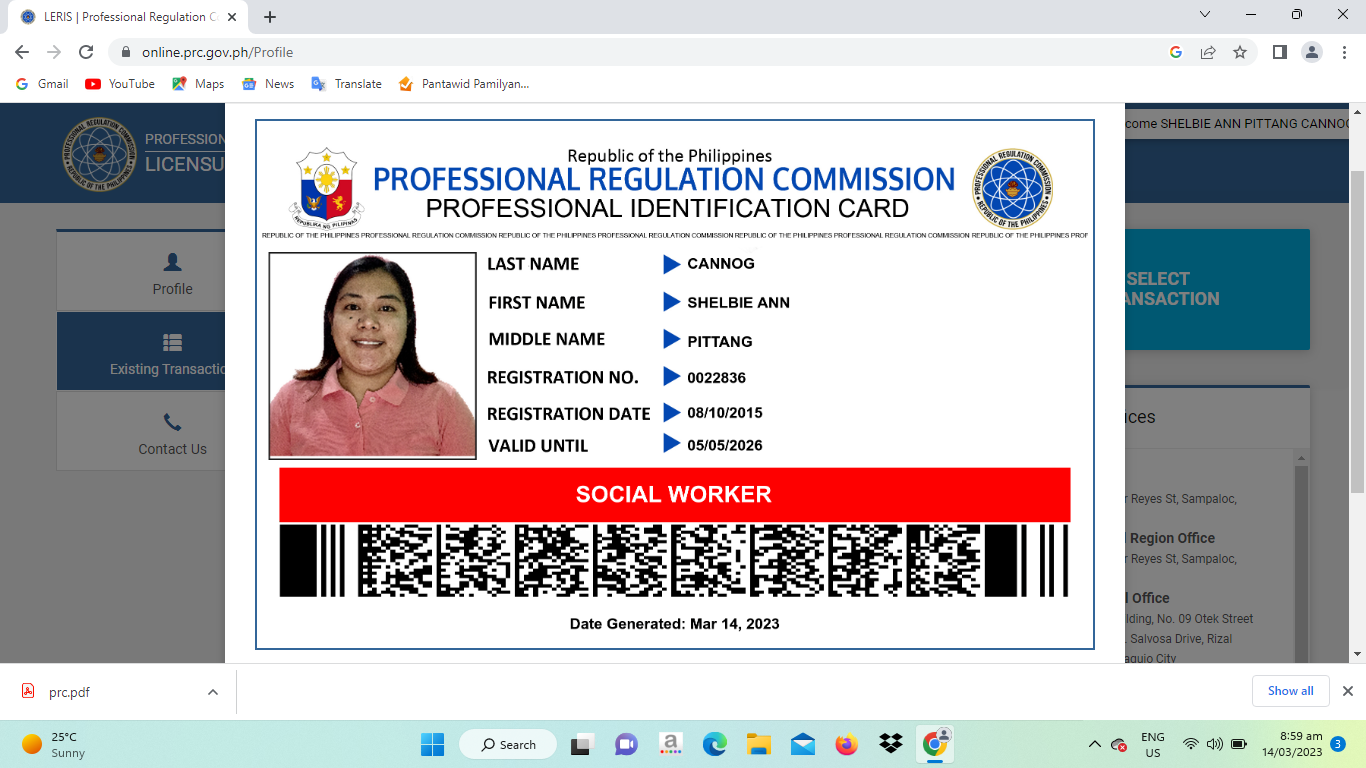 LERIS | Professional Regulation C
online.prc.gov.ph/Profile
Gmail
YouTube
Maps
News
Translate
Pantawid Pamilyan...
PROFESSION
LICENSU
come SHELBIE ANN PITTANG CANNOG
Republic of the Philippines
PROFESSIONAL REGULATION COMMISSION
PROFESSIONAL IDENTIFICATION CARD
REPUBLIKA NG PILIPINAS
PROFESSIONAL REGULATION COMMISSION
REPUBLIC OF THE PHILIPPINES
REPUBLIC OF THE PHILIPPINES PROFESSIONAL REGULATION COMMISSION REPUBLIC OF THE PHILIPPINES PROFESSIONAL REGULATION COMMISSION REPUBLIC OF THE PHILIPPINES PROFESSIONAL REGULATION COMMISSION REPUBLIC OF THE PHILIPPINES PROF
LAST NAME CANNOG
FIRST NAME SHELBIE ANN
MIDDLE NAME PITTANG
REGISTRATION NO. 0022836
REGISTRATION DATE 08/10/2015
VALID UNTIL 05/05/2026
SOCIAL WORKER
Date Generated: Mar 14, 2023
Profile
Existing Transactio
Contact Us
SELECT
ANSACTION
ices
r Reyes St, Sampaloc,
l Region Office
r Reyes St, Sampaloc,
l Office
ilding, No. 09 Otek Street
. Salvosa Drive, Rizal
aguio City
prc.pdf
Show all
25°C
Sunny
Search
ENG
US
8:59 am
14/03/2023
3